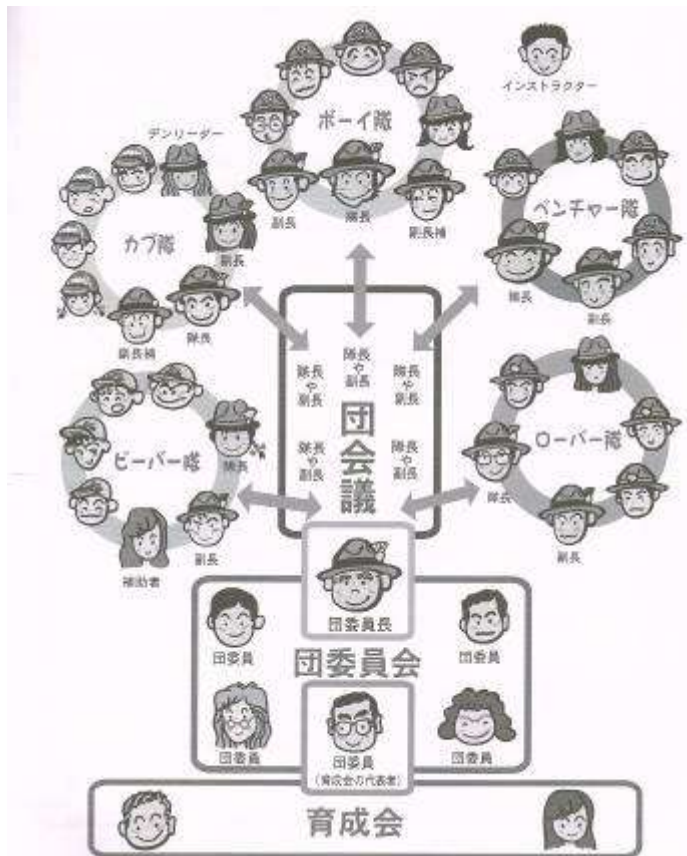 インストラクター
ボーイ隊
デンリーダー
副長
隊長
副長補
カブ隊
副長
隊長
副長補
ベンチャー隊
隊長
副長
隊長
や
副長
隊長
や
副長
隊長
や
副長
隊長
や
副長
隊長
や
副長
団会議
ビーバー隊
隊長
副長
補助者
ローバー隊
隊長
副長
団委員長
団委員
団委員
団委員会
団委員
団委員
(育成会の代表者)
団委員
育成会